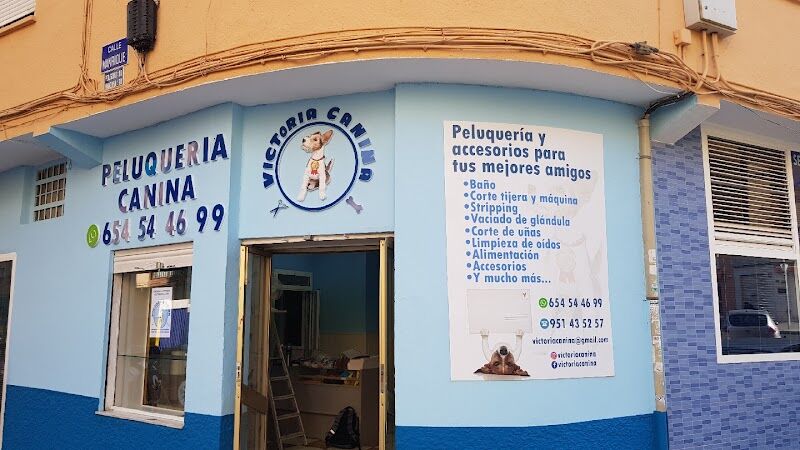 CALLE
MANRIQUE
PELUQUERIA
CANINA
654 54 46 99
VICTORIA CANINA
Peluquería y
accesorios para
tus mejores amigos
•Baño
•Corte tijera y máquina
•Stripping
•Vaciado de glándula
•Corte de uñas
•Limpieza de oídos
•Alimentación
•Accesorios
•Y mucho más...
654 54 46 99
951 43 52 57
victoriacanina@gmail.com
victoriacanina
victoriacanina